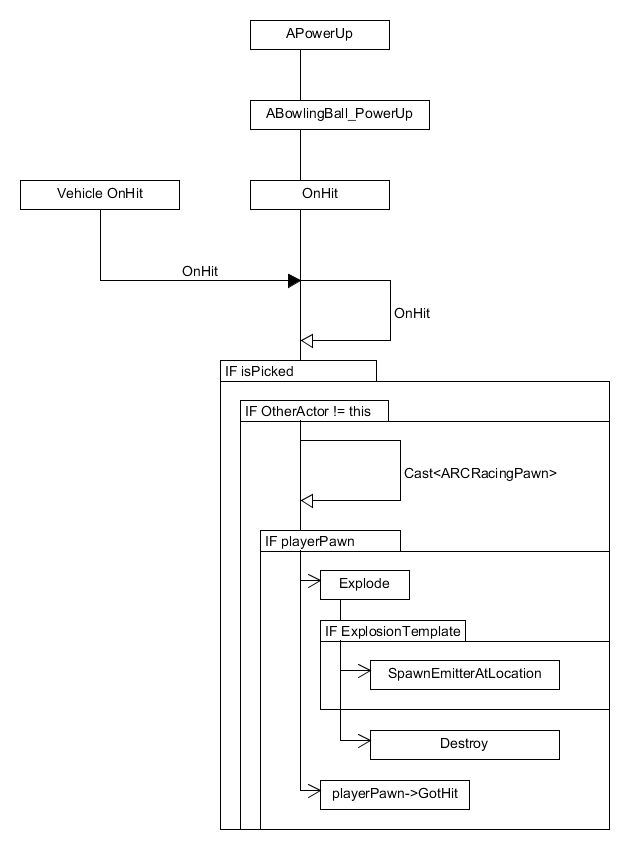 APowerUp
ABowlingBall_PowerUp
Vehicle OnHit
OnHit
OnHit
OnHit
IF isPicked
IF OtherActor != this
Cast<ARCRacingPawn>
IF playerPawn
Explode
IF ExplosionTemplate
SpawnEmitterAtLocation
Destroy
playerPawn->GotHit